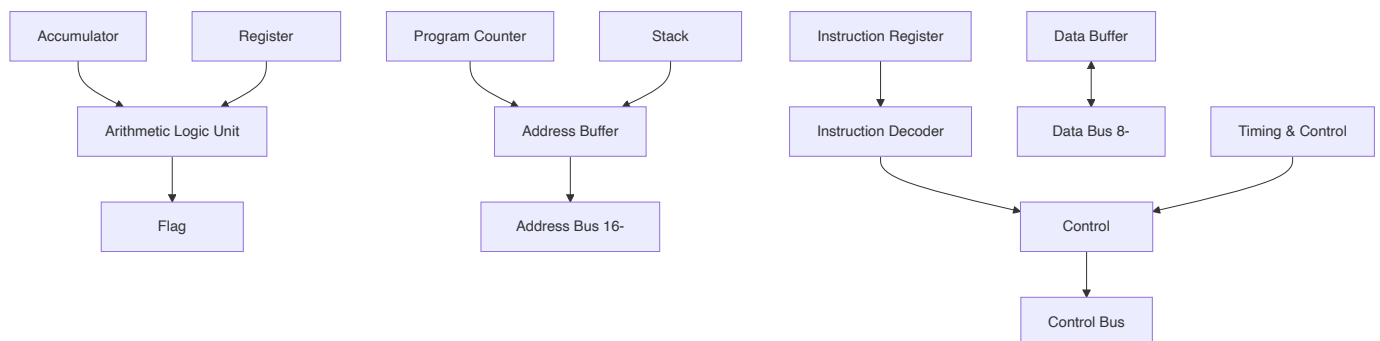 Accumulator
Register
Program Counter
Stack
Instruction Register
Data Buffer
Arithmetic Logic Unit
Address Buffer
Instruction Decoder
Data Bus 8-
Timing & Control
Flag
Address Bus 16-
Control
Control Bus